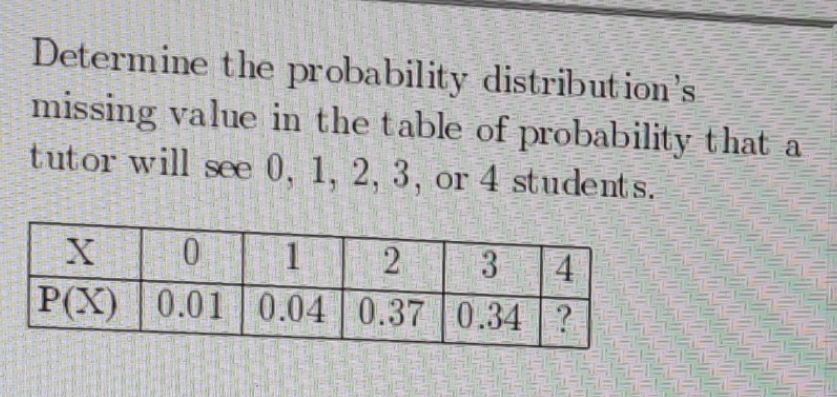 Determine the probability distribution's
missing value in the table of probability that a
tutor will see 0, 1, 2, 3, or 4 students.
X 0 1 2 3 4
P(X) 0.01 0.04 0.37 0.34 ?